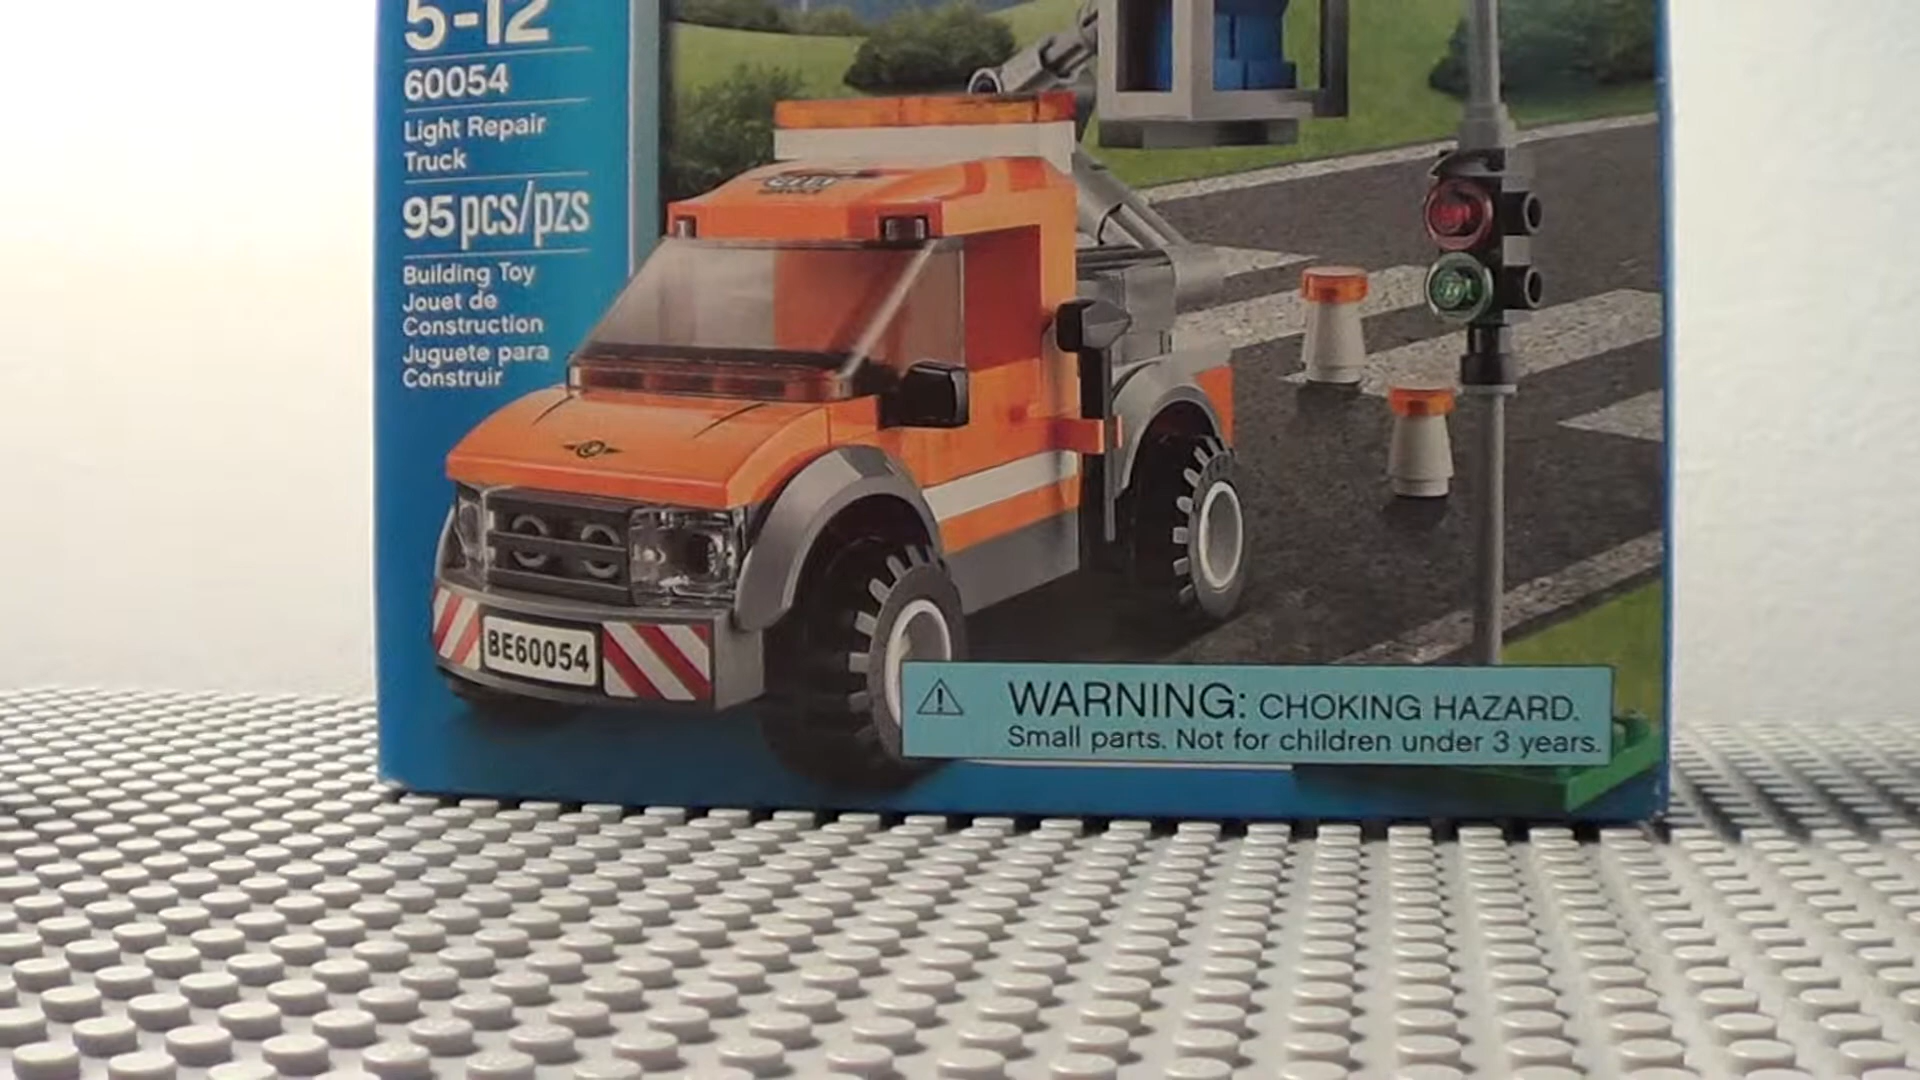 5-12
60054
Light Repair
Truck
95 pcs/pzs
Building Toy
Jouet de
Construction
Juguete para
Construir
CITY
BE60054
WARNING: CHOKING HAZARD.
Small parts. Not for children under 3 years.